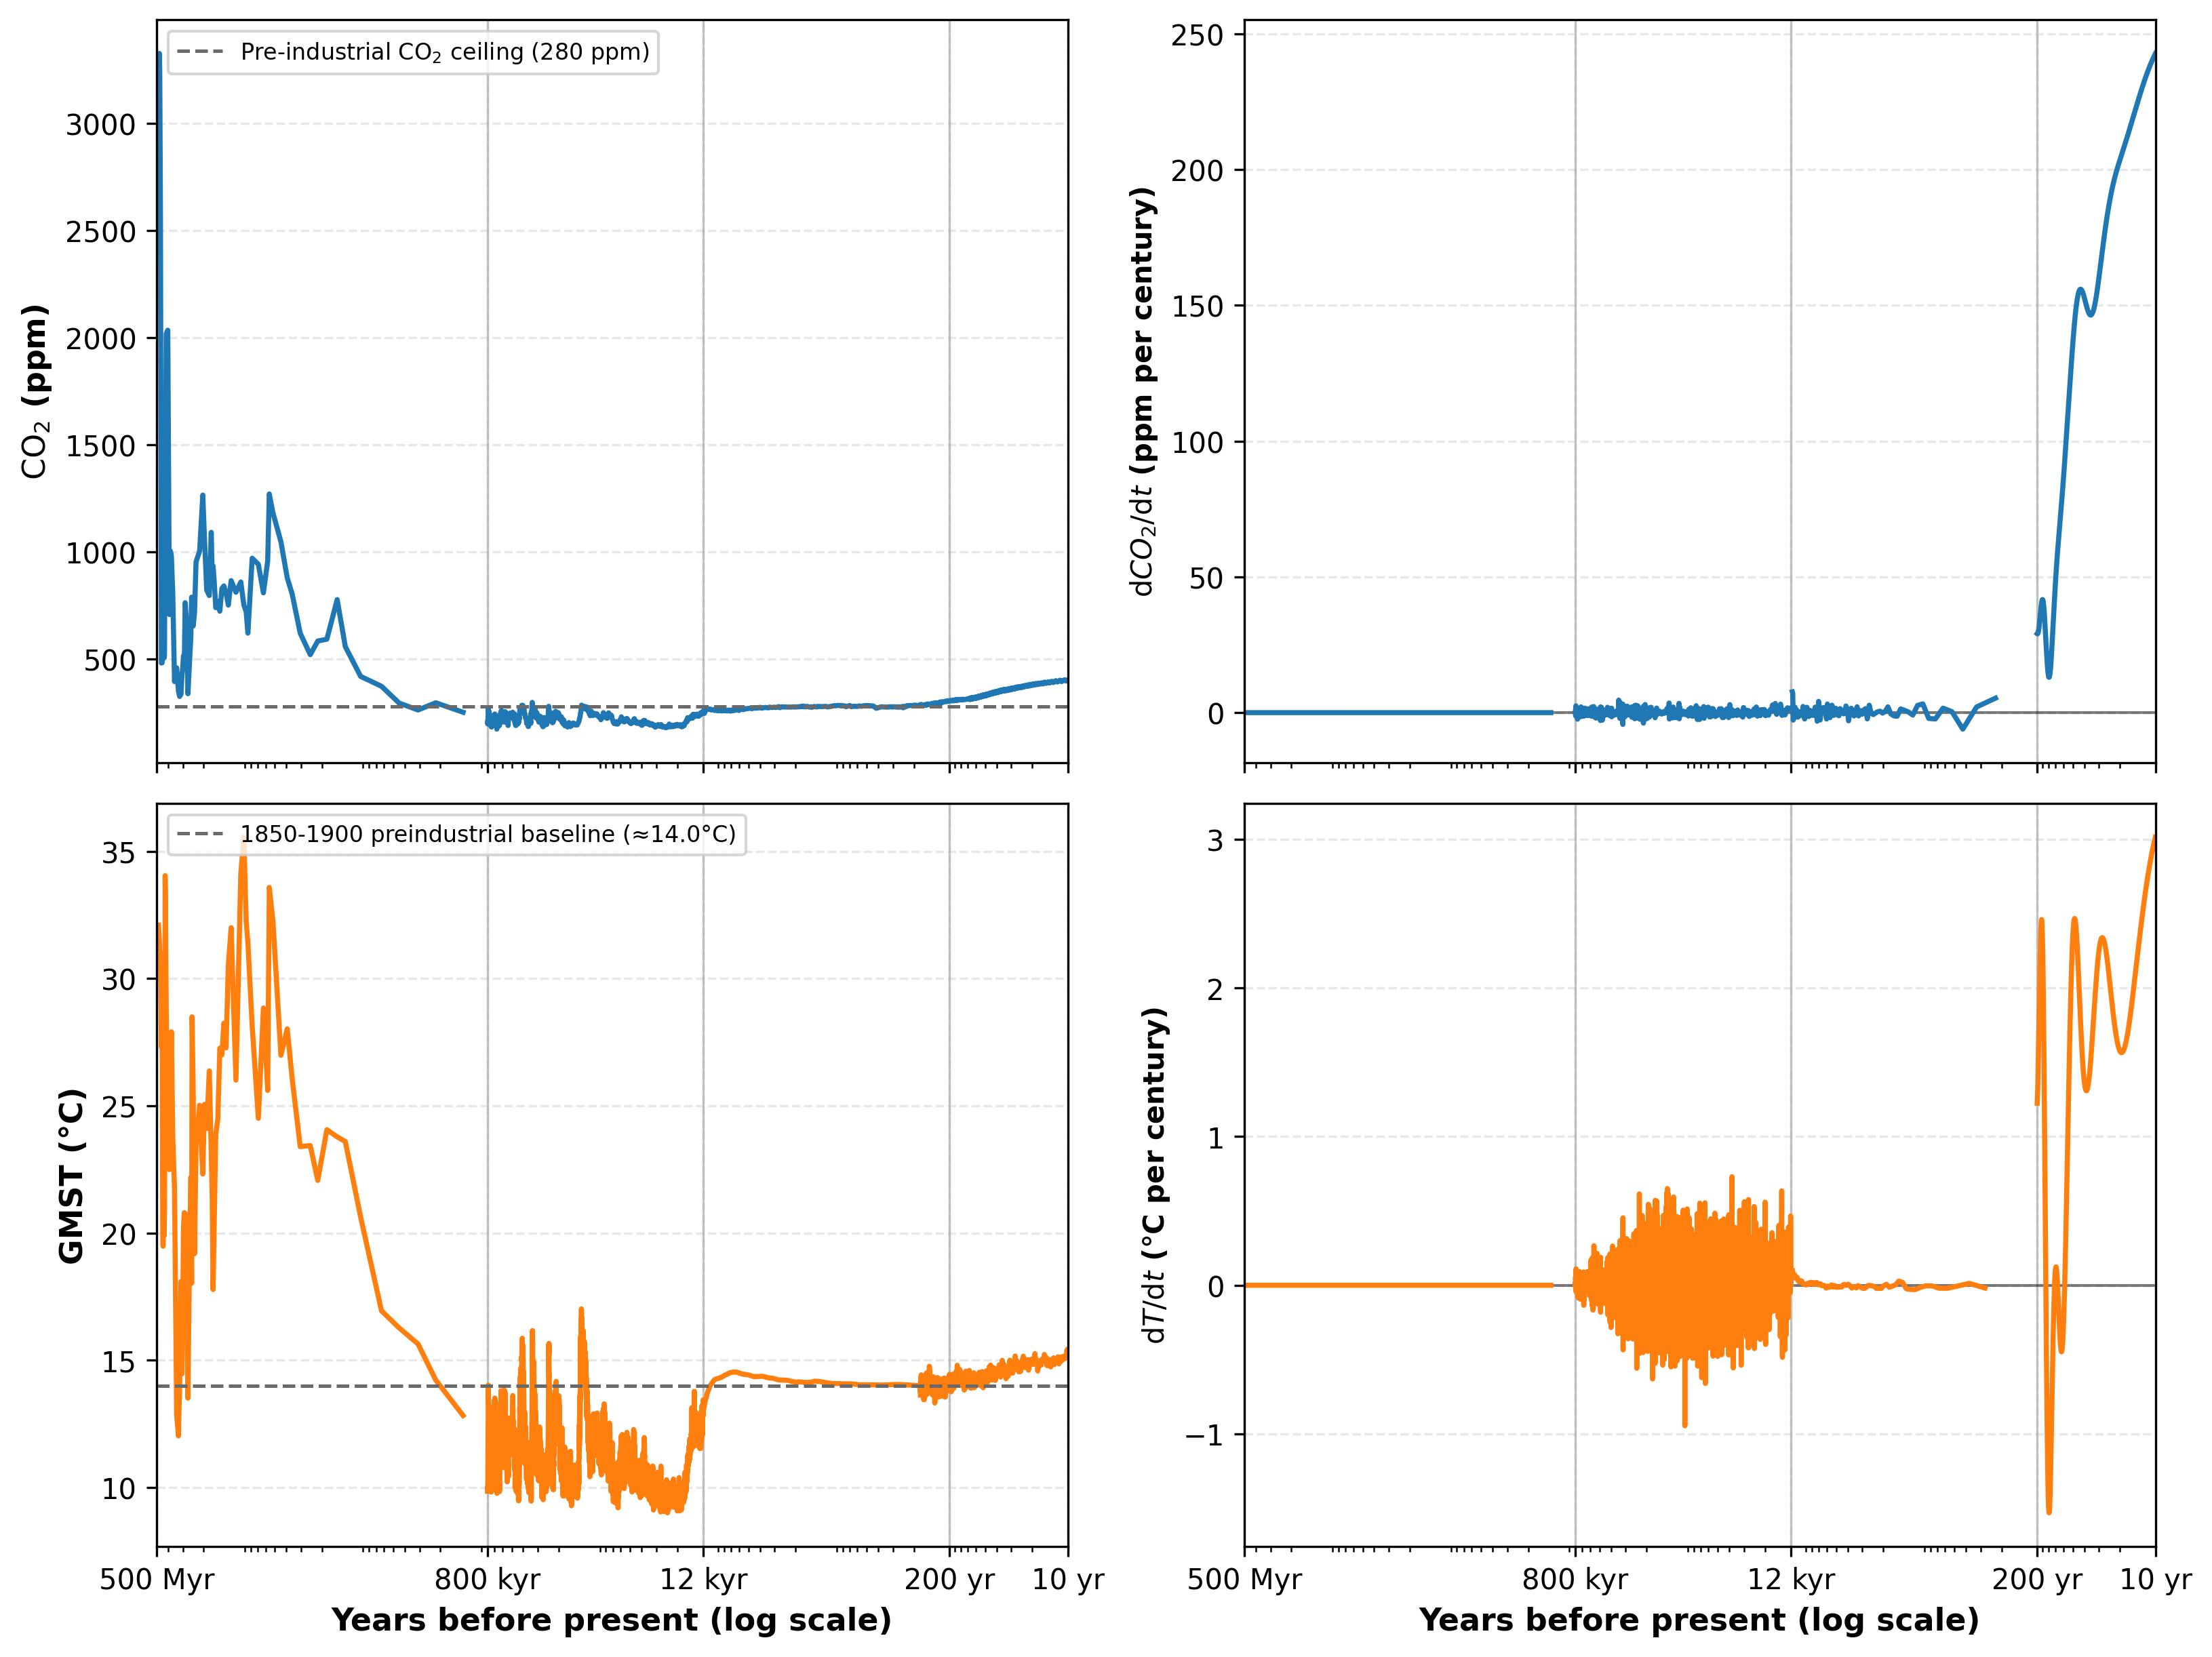 Pre-industrial CO₂ ceiling (280 ppm)
CO₂ (ppm)
3000
2500
2000
1500
1000
500
dCO₂/dt (ppm per century)
250
200
150
100
50
0
1850-1900 preindustrial baseline (≈14.0°C)
GMST (°C)
35
30
25
20
15
10
500 Myr
800 kyr
12 kyr
200 yr
10 yr
Years before present (log scale)
dT/dt (°C per century)
3
2
1
0
−1
500 Myr
800 kyr
12 kyr
200 yr
10 yr
Years before present (log scale)